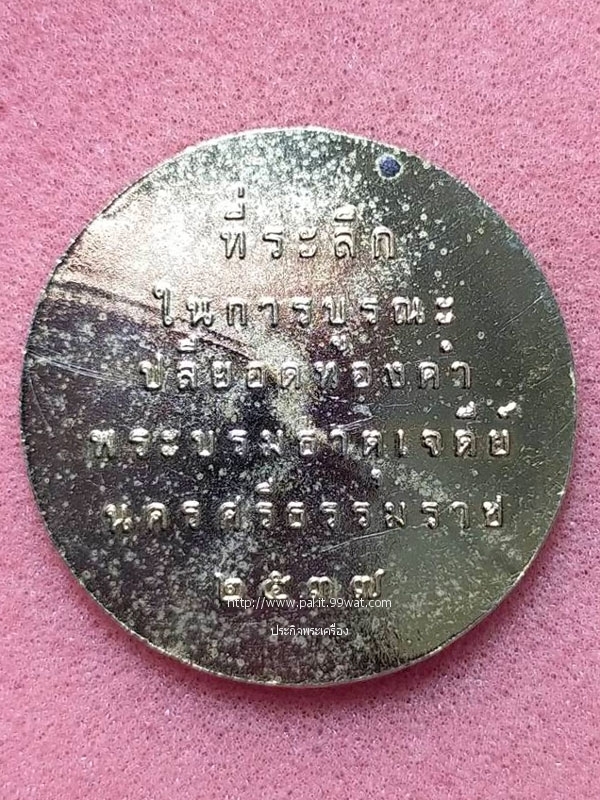 ที่ระลึก
ในการบูรณะ
ปลียอดทองคำ
พระบรมธาตุเจดีย์
นครศรีธรรมราช
๒๕๓๗
http://www.pakit.99wat.com
ประกิจพระเครื่อง